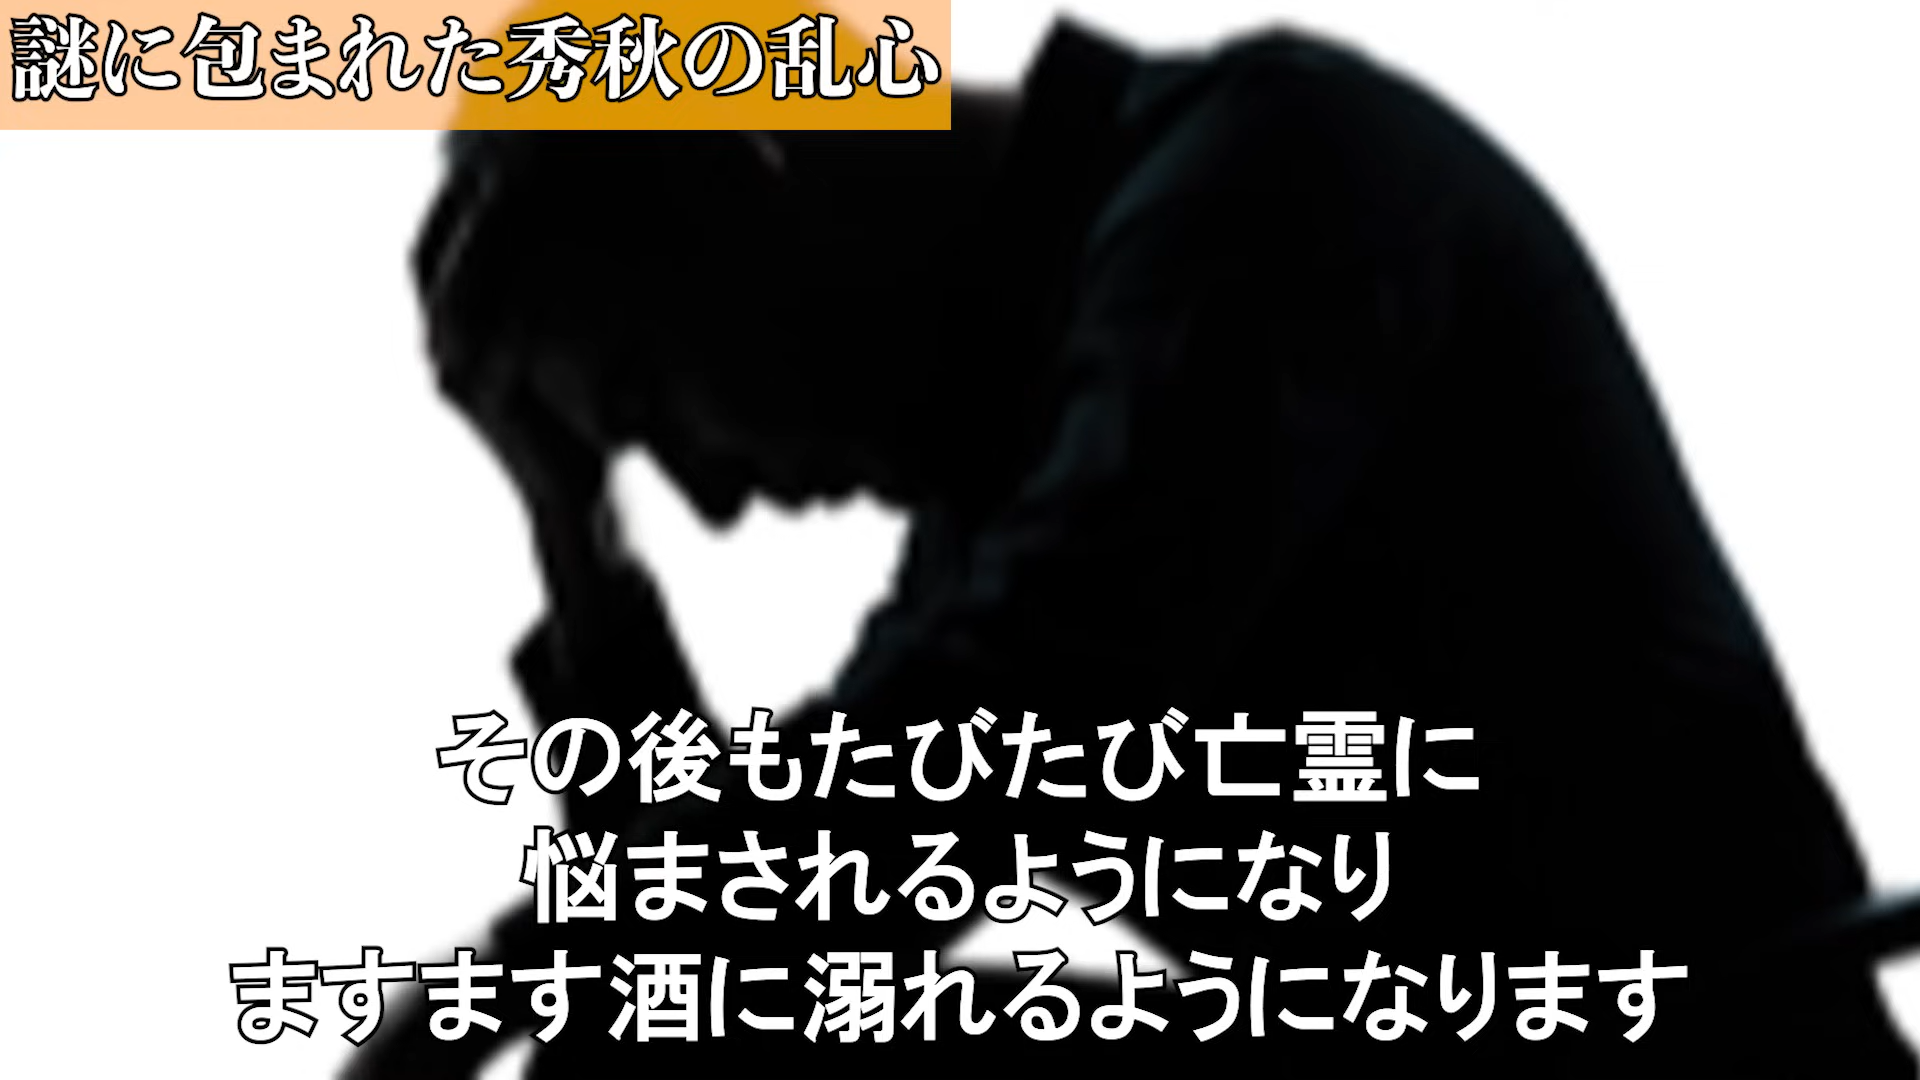 謎に包まれた秀秋の乱心
その後もたびたび亡霊に
悩まされるようになり
ますます酒に溺れるようになります